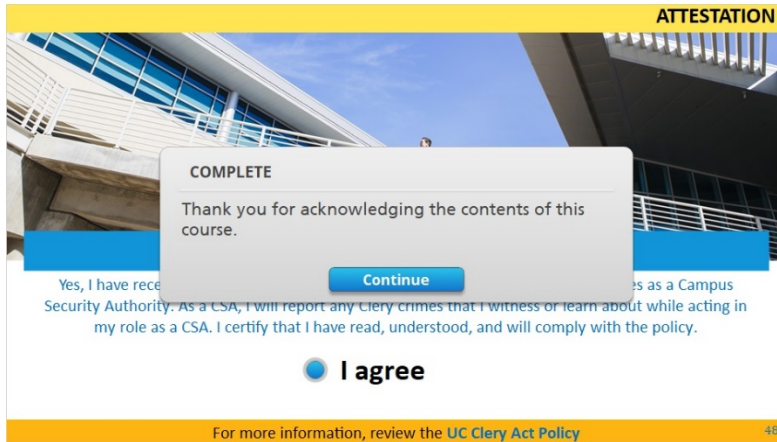 ATTESTATION
COMPLETE
Thank you for acknowledging the contents of this
course.
Continue
Yes, I have es as a Campus
Security Authority. As a CSA, I will report any Clery crimes that I witness or learn about while acting in
my role as a CSA. I certify that I have read, understood, and will comply with the policy.
I agree
For more information, review the UC Clery Act Policy
48